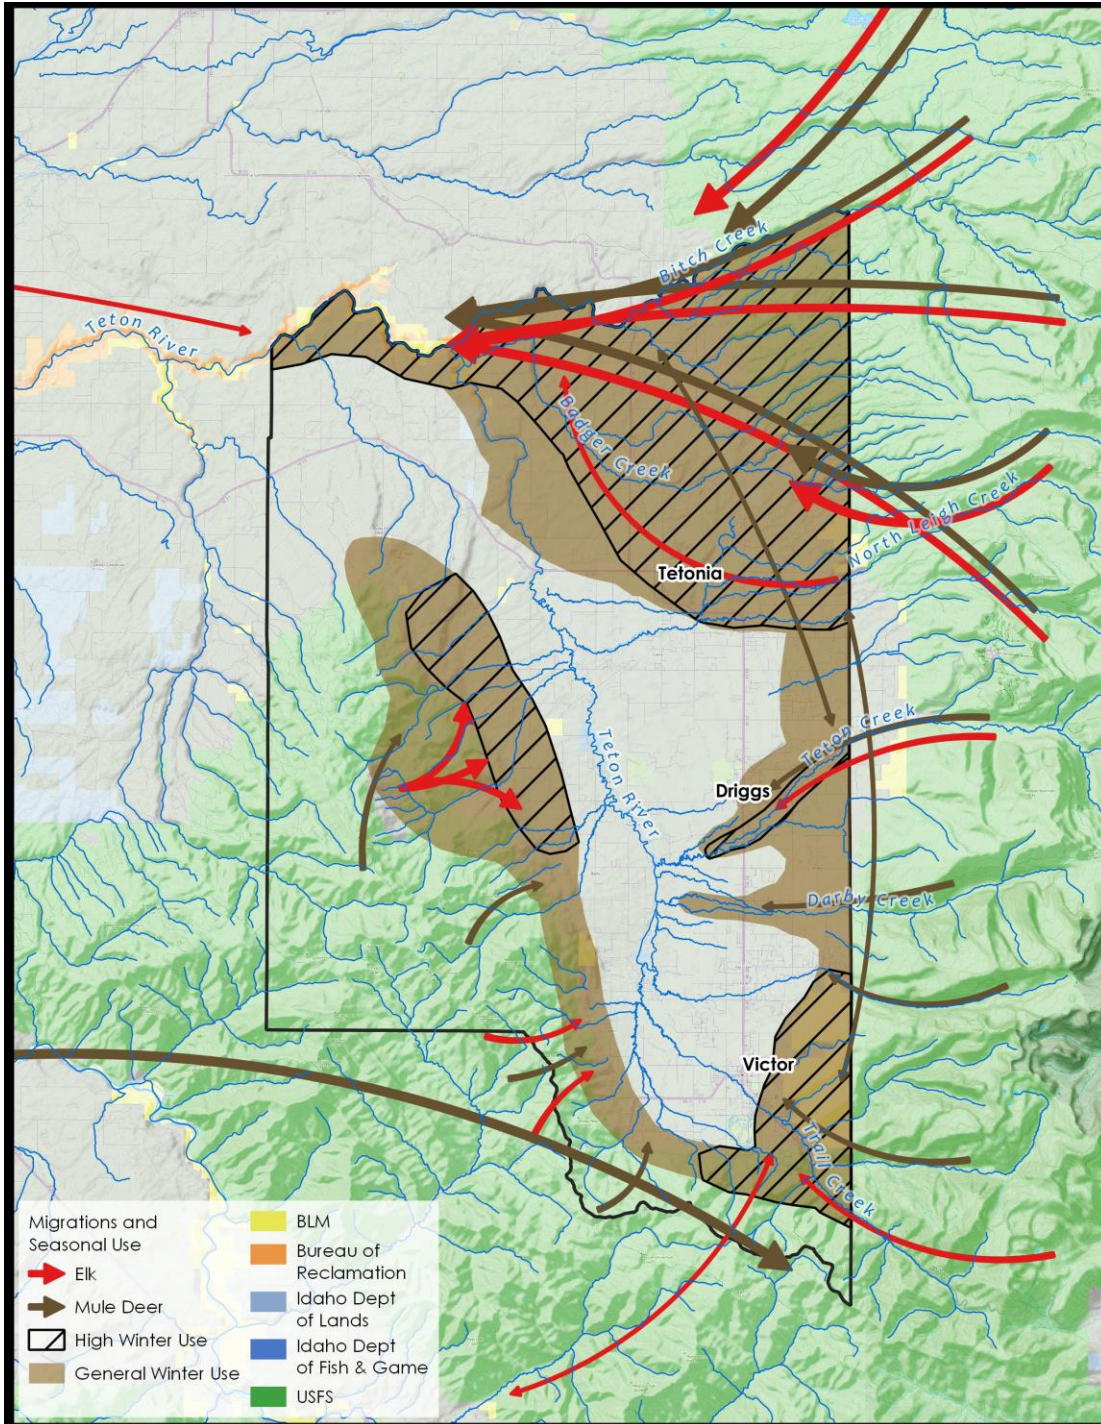 Bitch Creek
Teton River
Badger Creek
North Leigh Creek
Tetonia
Teton Creek
Teton River
Driggs
Darby Creek
Victor
Trail Creek
Migrations and
Seasonal Use
Elk
Mule Deer
High Winter Use
General Winter Use
BLM
Bureau of
Reclamation
Idaho Dept
of Lands
Idaho Dept
of Fish & Game
USFS